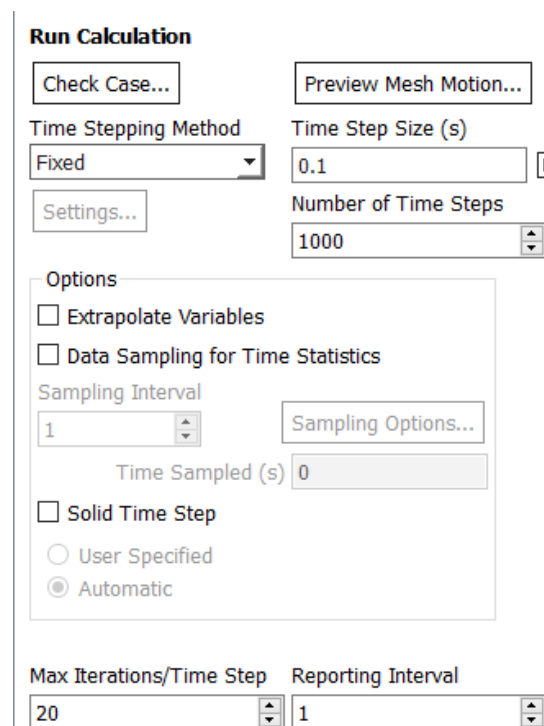 Run Calculation
Check Case... Preview Mesh Motion...
Time Stepping Method Time Step Size (s)
Fixed 0.1
Settings... Number of Time Steps
1000
Options
Extrapolate Variables
Data Sampling for Time Statistics
Sampling Interval
1 Sampling Options...
Time Sampled (s) 0
Solid Time Step
User Specified
Automatic
Max Iterations/Time Step Reporting Interval
20 1